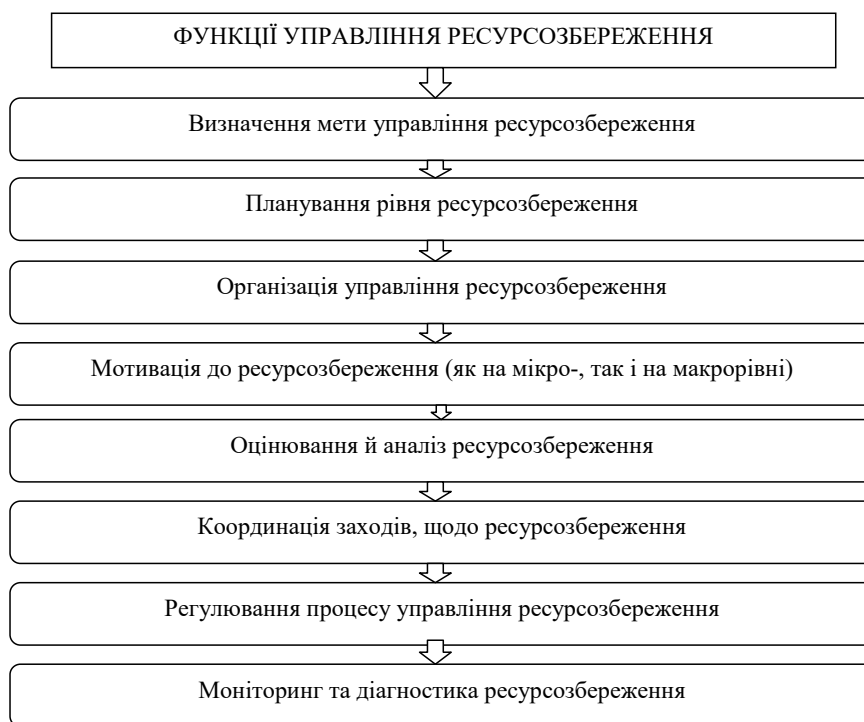 ФУНКЦІЇ УПРАВЛІННЯ РЕСУРСОЗБЕРЕЖЕННЯ
Визначення мети управління ресурсозбереження
Планування рівня ресурсозбереження
Організація управління ресурсозбереження
Мотивація до ресурсозбереження (як на мікро-, так і на макрорівні)
Оцінювання й аналіз ресурсозбереження
Координація заходів, щодо ресурсозбереження
Регулювання процесу управління ресурсозбереження
Моніторинг та діагностика ресурсозбереження